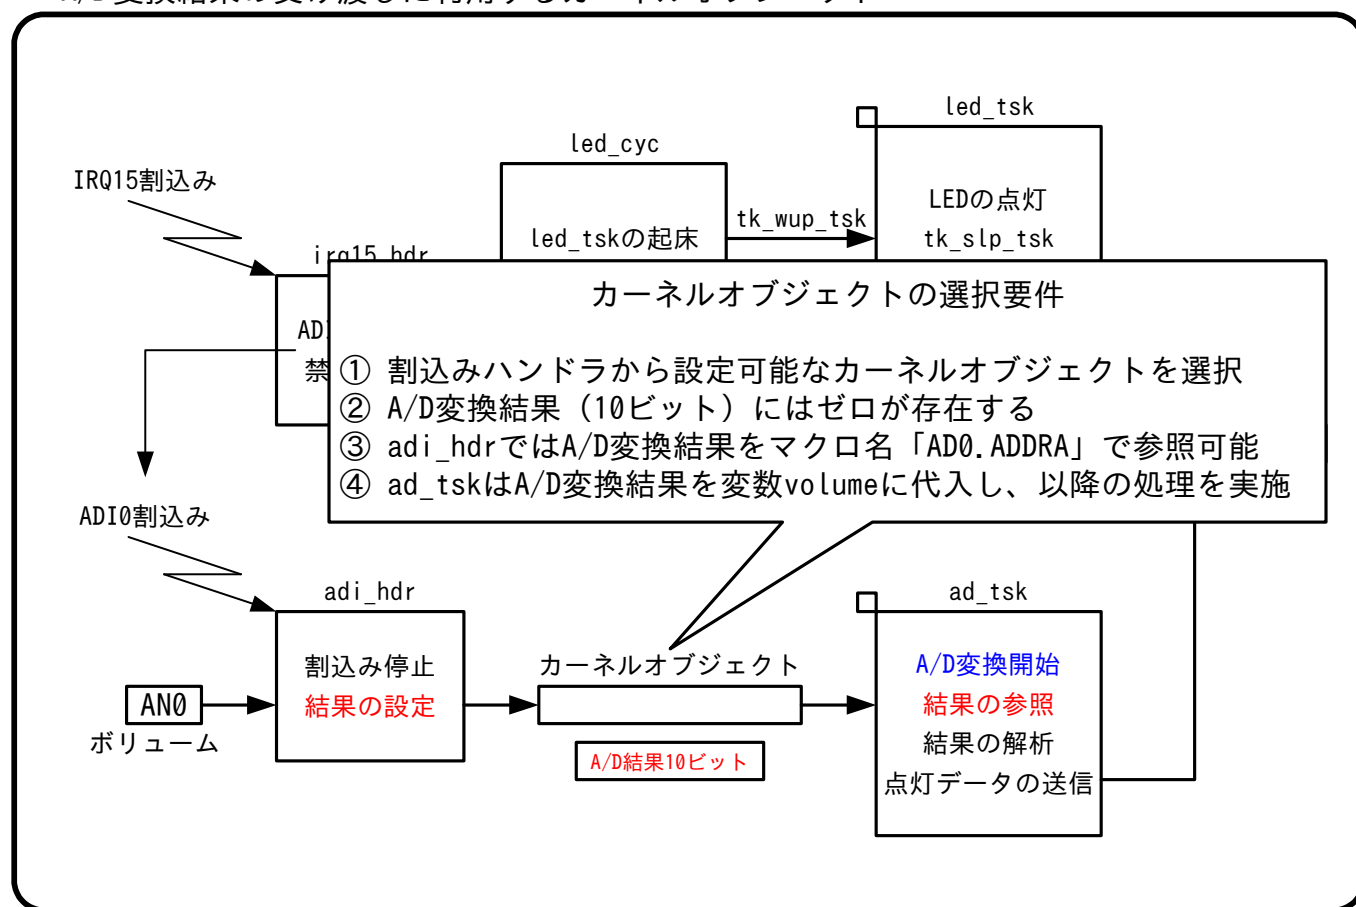 led_tsk
led_cyc
IRQ15割込み
LEDの点灯
tk_wup_tsk
led_tskの起床
tk_slp_tsk
irq15_hdr
カーネルオブジェクトの選択要件
ADI
禁
① 割込みハンドラから設定可能なカーネルオブジェクトを選択
② A/D変換結果（10ビット）にはゼロが存在する
③ adi_hdrではA/D変換結果をマクロ名「AD0.ADDRA」で参照可能
④ ad_tskはA/D変換結果を変数volumeに代入し、以降の処理を実施
ADI0割込み
adi_hdr
ad_tsk
割込み停止
結果の設定
カーネルオブジェクト
A/D変換開始
結果の参照
結果の解析
点灯データの送信
AN0
ボリューム
A/D結果10ビット